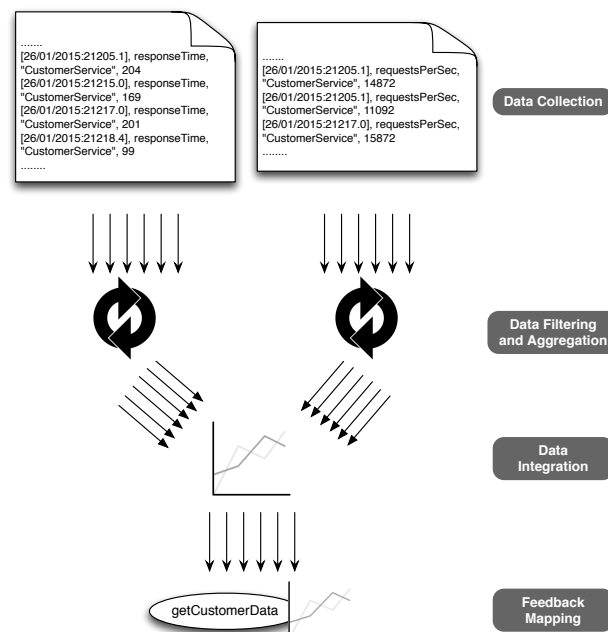 .......
[26/01/2015:21205.1], responseTime,
"CustomerService", 204
[26/01/2015:21215.0], responseTime,
"CustomerService", 169
[26/01/2015:21217.0], responseTime,
"CustomerService", 201
[26/01/2015:21218.4], responseTime,
"CustomerService", 99
........
.......
[26/01/2015:21205.1], requestsPerSec,
"CustomerService", 14872
[26/01/2015:21205.1], requestsPerSec,
"CustomerService", 11092
[26/01/2015:21217.0], requestsPerSec,
"CustomerService", 15872
........
Data Collection
Data Filtering
and Aggregation
Data
Integration
getCustomerData
Feedback
Mapping